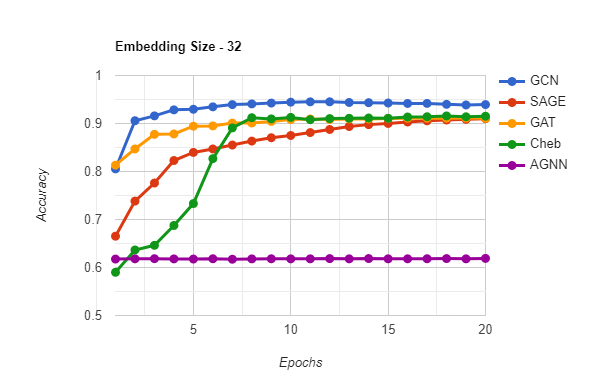 Embedding Size - 32
1
0.9
0.8
0.7
0.6
0.5
Accuracy
5
10
15
20
Epochs
GCN
SAGE
GAT
Cheb
AGNN